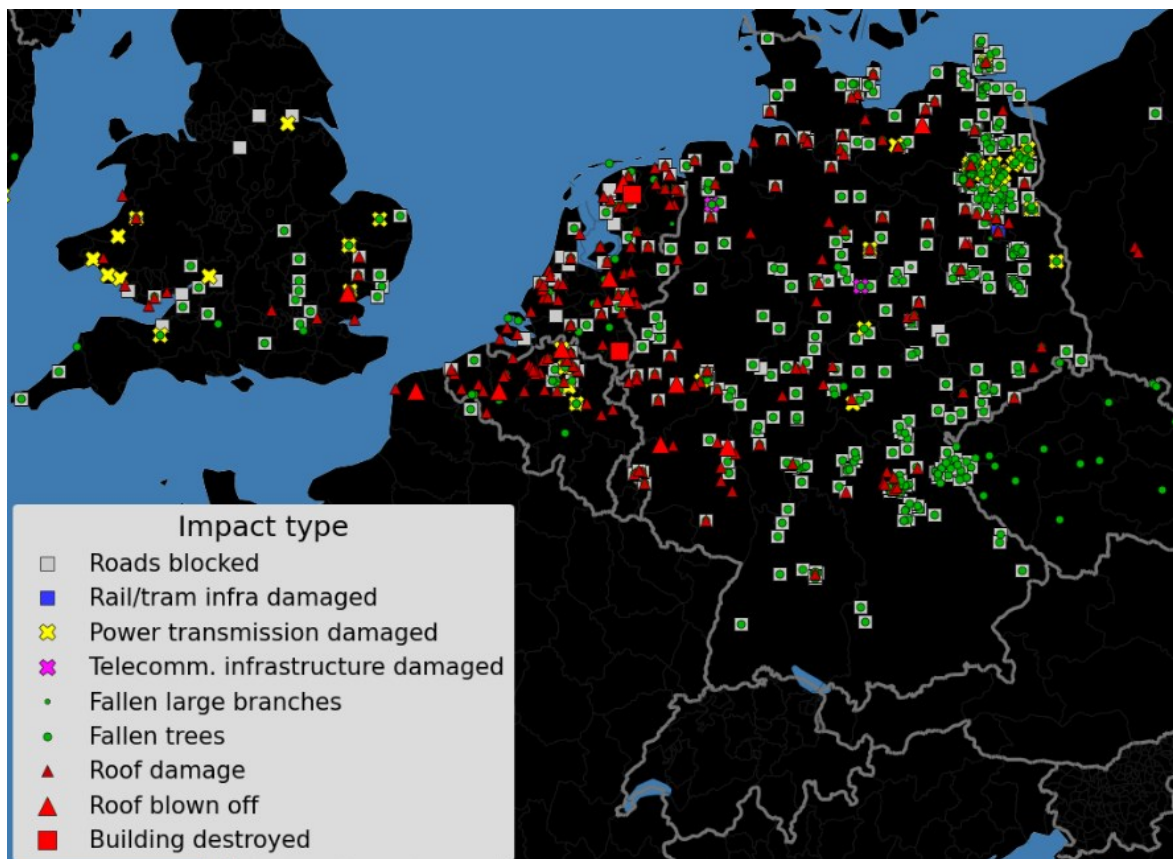 Impact type
Roads blocked
Rail/tram infra damaged
Power transmission damaged
Telecomm. infrastructure damaged
Fallen large branches
Fallen trees
Roof damage
Roof blown off
Building destroyed